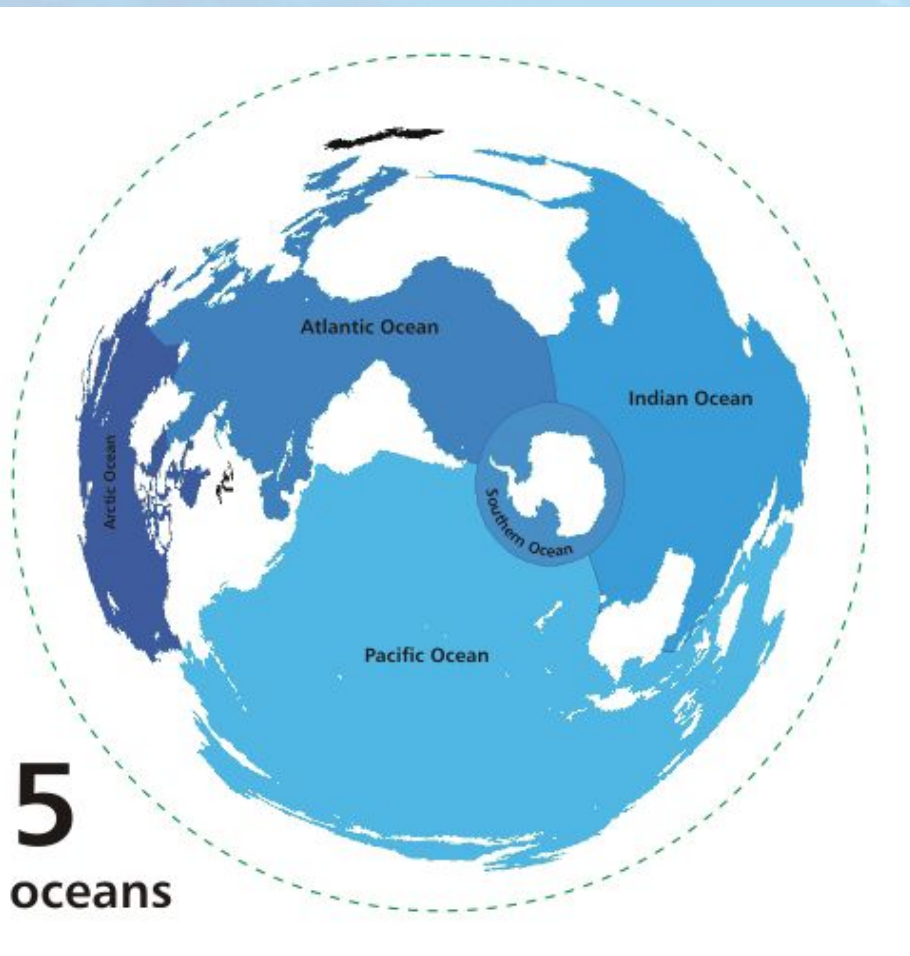 Atlantic Ocean
Indian Ocean
Arctic Ocean
Southern Ocean
Pacific Ocean
5
oceans